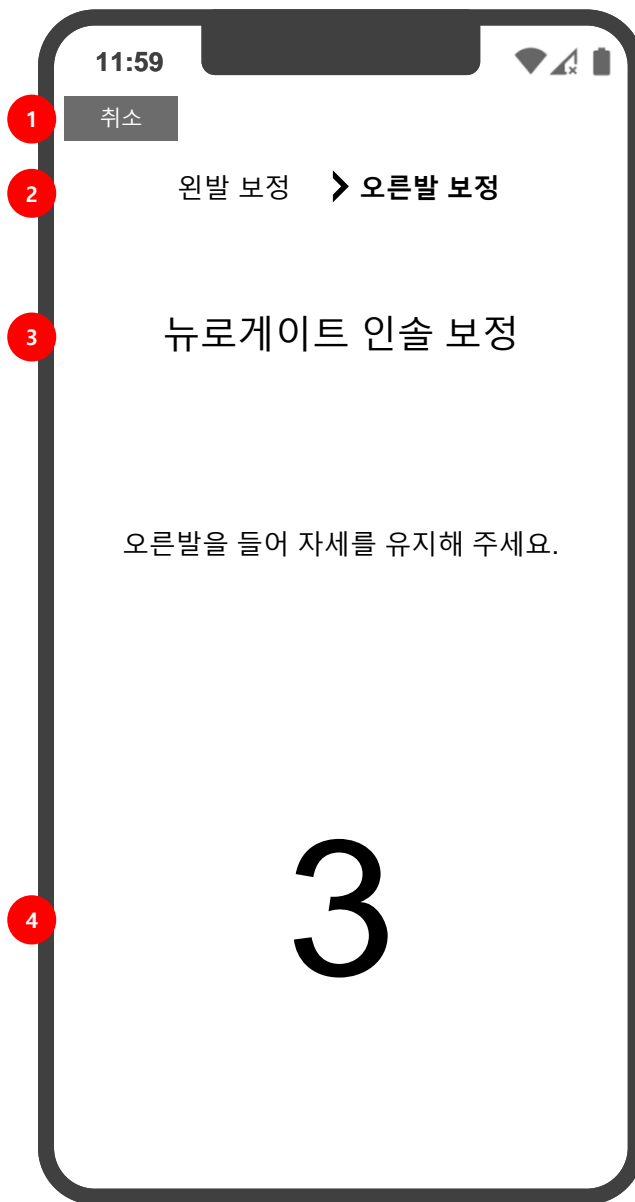 11:59
1
취소
2
왼발 보정 오른발 보정
3
뉴로게이트 인솔 보정
오른발을 들어 자세를 유지해 주세요.
4
3